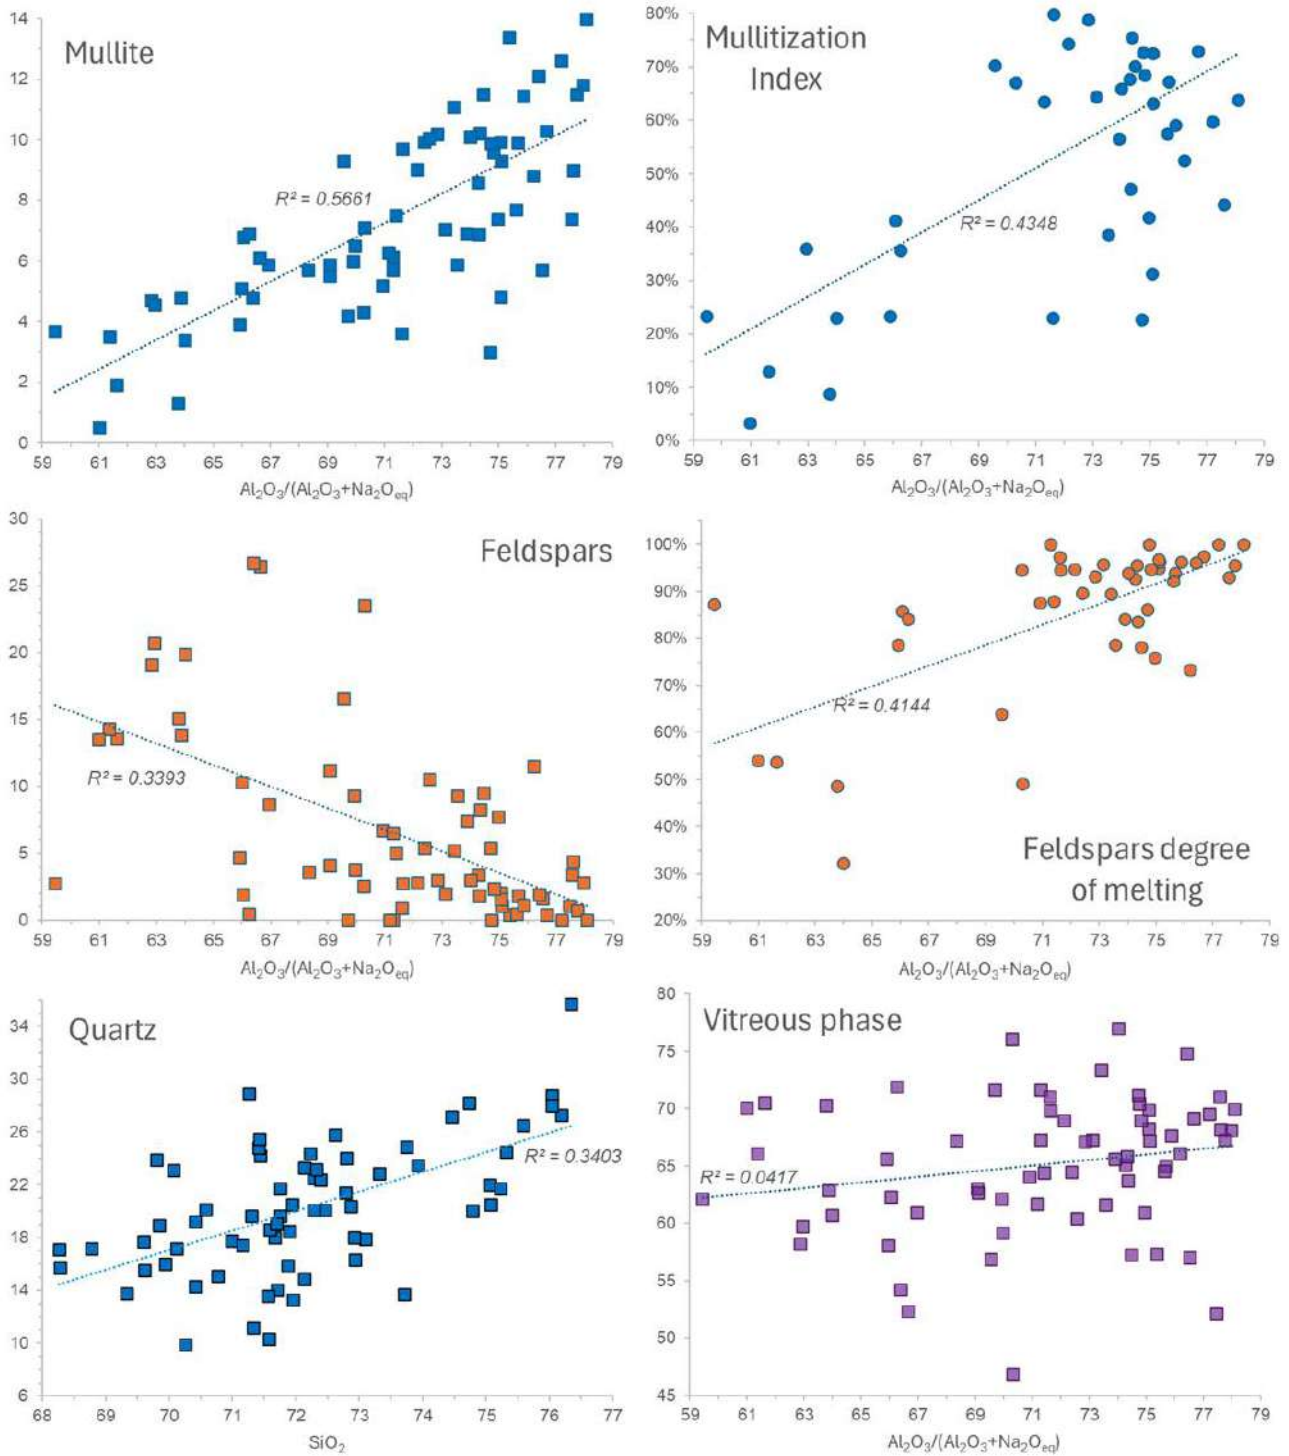 Mullite
14
12
10
8
6
4
2
0
R² = 0.5661
59 61 63 65 67 69 71 73 75 77 79
Al₂O₃/(Al₂O₃+Na₂Oeq)
Mullitization
Index
80%
70%
60%
50%
40%
30%
20%
10%
0%
R² = 0.4348
59 61 63 65 67 69 71 73 75 77 79
Al₂O₃/(Al₂O₃+Na₂Oeq)
Feldspars
30
25
20
15
10
5
0
R² = 0.3393
59 61 63 65 67 69 71 73 75 77 79
Al₂O₃/(Al₂O₃+Na₂Oeq)
100%
90%
80%
70%
60%
50%
40%
30%
20%
R² = 0.4144
Feldspars degree
of melting
59 61 63 65 67 69 71 73 75 77 79
Al₂O₃/(Al₂O₃+Na₂Oeq)
Quartz
34
30
26
22
18
14
10
6
R² = 0.3403
68 69 70 71 72 73 74 75 76 77
SiO₂
Vitreous phase
80
75
70
65
60
55
50
45
R² = 0.0417
59 61 63 65 67 69 71 73 75 77 79
Al₂O₃/(Al₂O₃+Na₂Oeq)